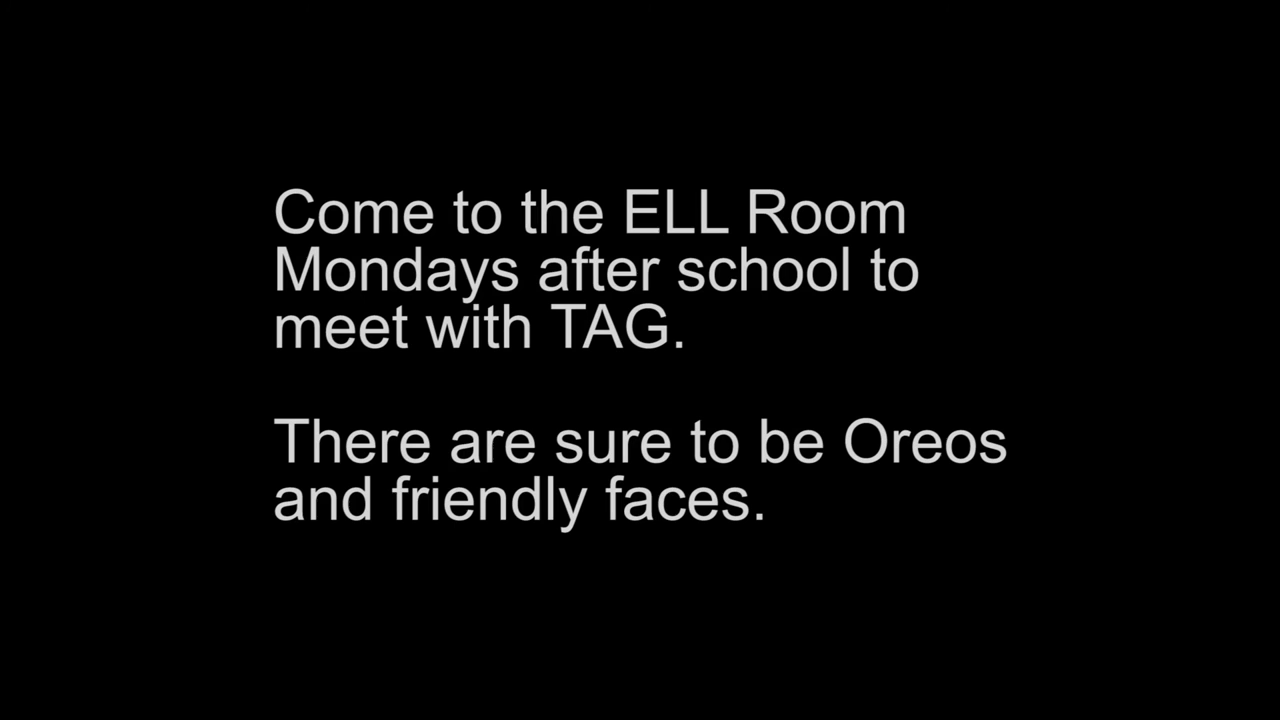 Come to the ELL Room
Mondays after school to
meet with TAG.
There are sure to be Oreos
and friendly faces.